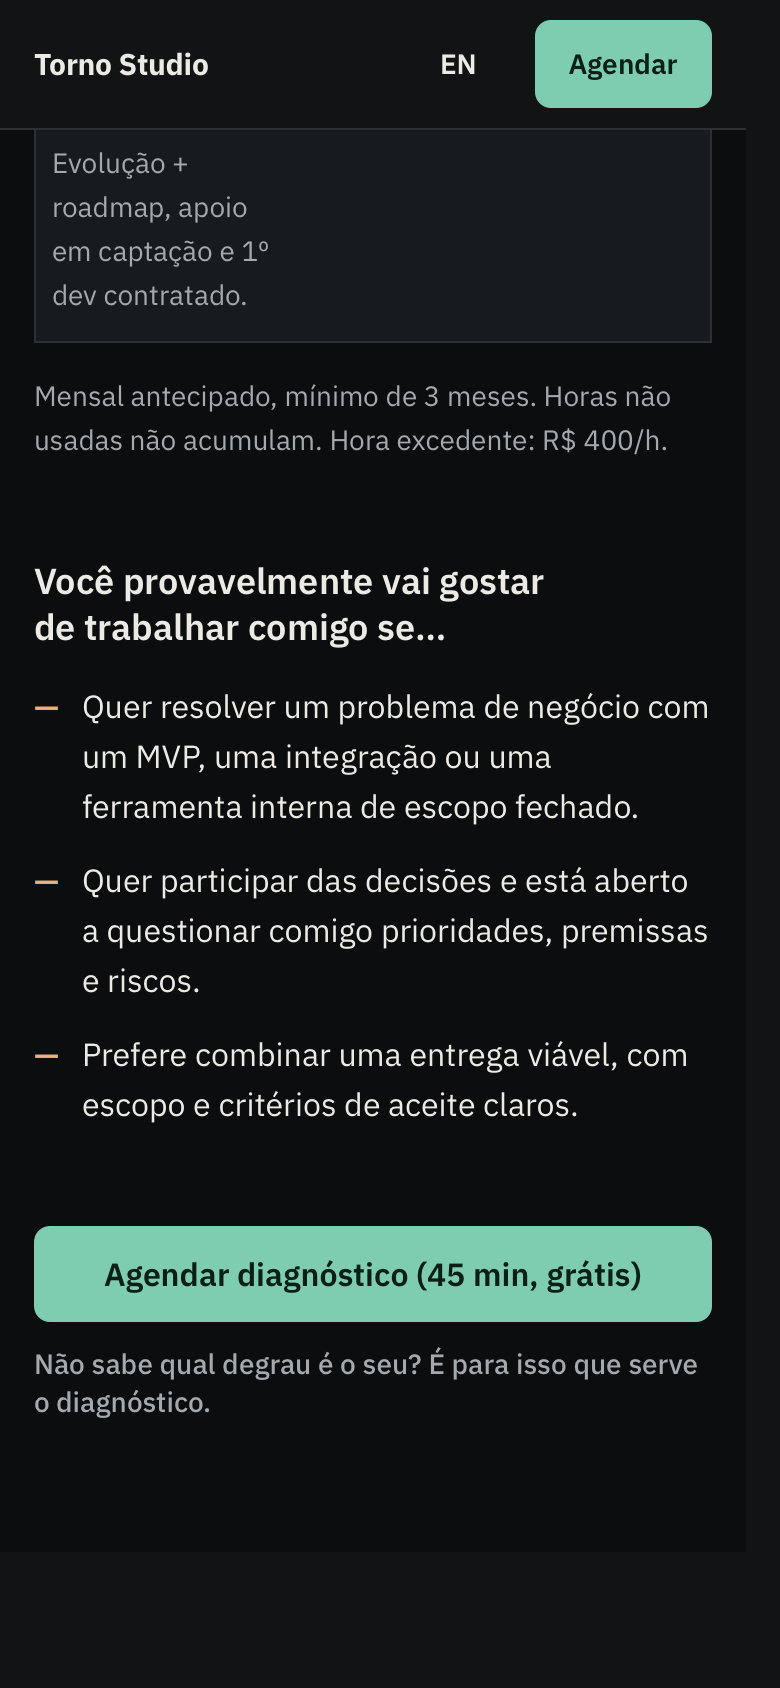 Torno Studio
EN
Agendar
Evolução +
roadmap, apoio
em captação e 1º
dev contratado.
Mensal antecipado, mínimo de 3 meses. Horas não
usadas não acumulam. Hora excedente: R$ 400/h.
Você provavelmente vai gostar
de trabalhar comigo se...
— Quer resolver um problema de negócio com
um MVP, uma integração ou uma
ferramenta interna de escopo fechado.
— Quer participar das decisões e está aberto
a questionar comigo prioridades, premissas
e riscos.
— Prefere combinar uma entrega viável, com
escopo e critérios de aceite claros.
Agendar diagnóstico (45 min, grátis)
Não sabe qual degrau é o seu? É para isso que serve
o diagnóstico.